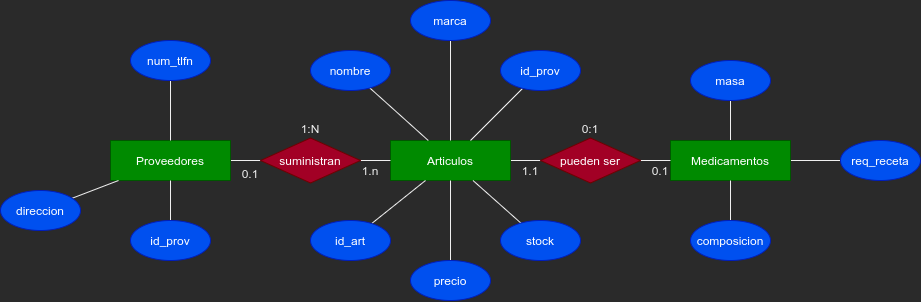 marca
num_tlfn
nombre
id_prov
masa
1:N
0:1
Proveedores
suministran
Articulos
pueden ser
Medicamentos
req_receta
0.1
1.n
1.1
0.1
direccion
id_prov
id_art
stock
composicion
precio